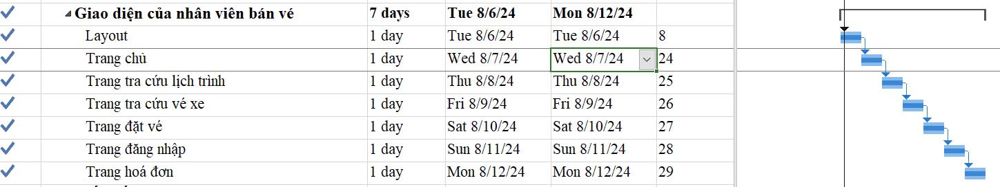 Giao diện của nhân viên bán vé 7 days Tue 8/6/24 Mon 8/12/24
Layout 1 day Tue 8/6/24 Tue 8/6/24 8
Trang chủ 1 day Wed 8/7/24 Wed 8/7/24 24
Trang tra cứu lịch trình 1 day Thu 8/8/24 Thu 8/8/24 25
Trang tra cứu vé xe 1 day Fri 8/9/24 Fri 8/9/24 26
Trang đặt vé 1 day Sat 8/10/24 Sat 8/10/24 27
Trang đăng nhập 1 day Sun 8/11/24 Sun 8/11/24 28
Trang hoá đơn 1 day Mon 8/12/24 Mon 8/12/24 29